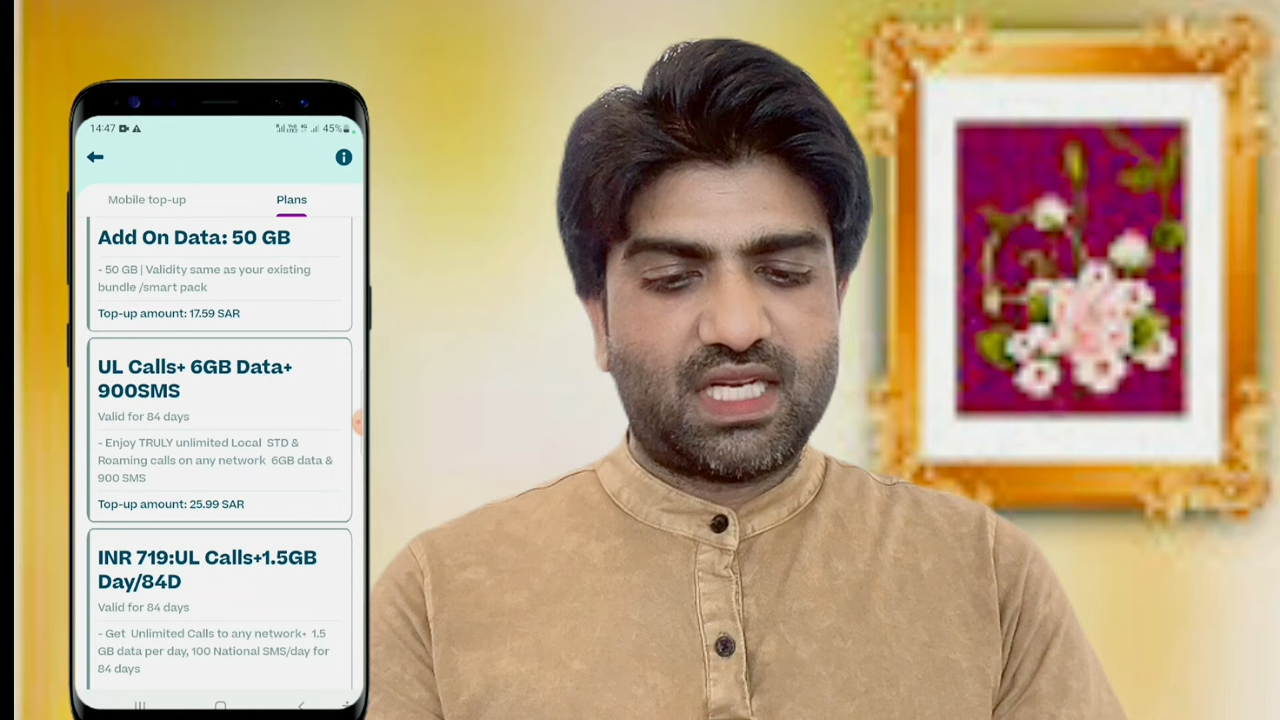 14:47
45%
Mobile top-up
Plans
Add On Data: 50 GB
- 50 GB | Validity same as your existing
bundle /smart pack
Top-up amount: 17.59 SAR
UL Calls+ 6GB Data+
900SMS
Valid for 84 days
- Enjoy TRULY unlimited Local STD &
Roaming calls on any network 6GB data &
900 SMS
Top-up amount: 25.99 SAR
INR 719:UL Calls+1.5GB
Day/84D
Valid for 84 days
- Get Unlimited Calls to any network+ 1.5
GB data per day, 100 National SMS/day for
84 days